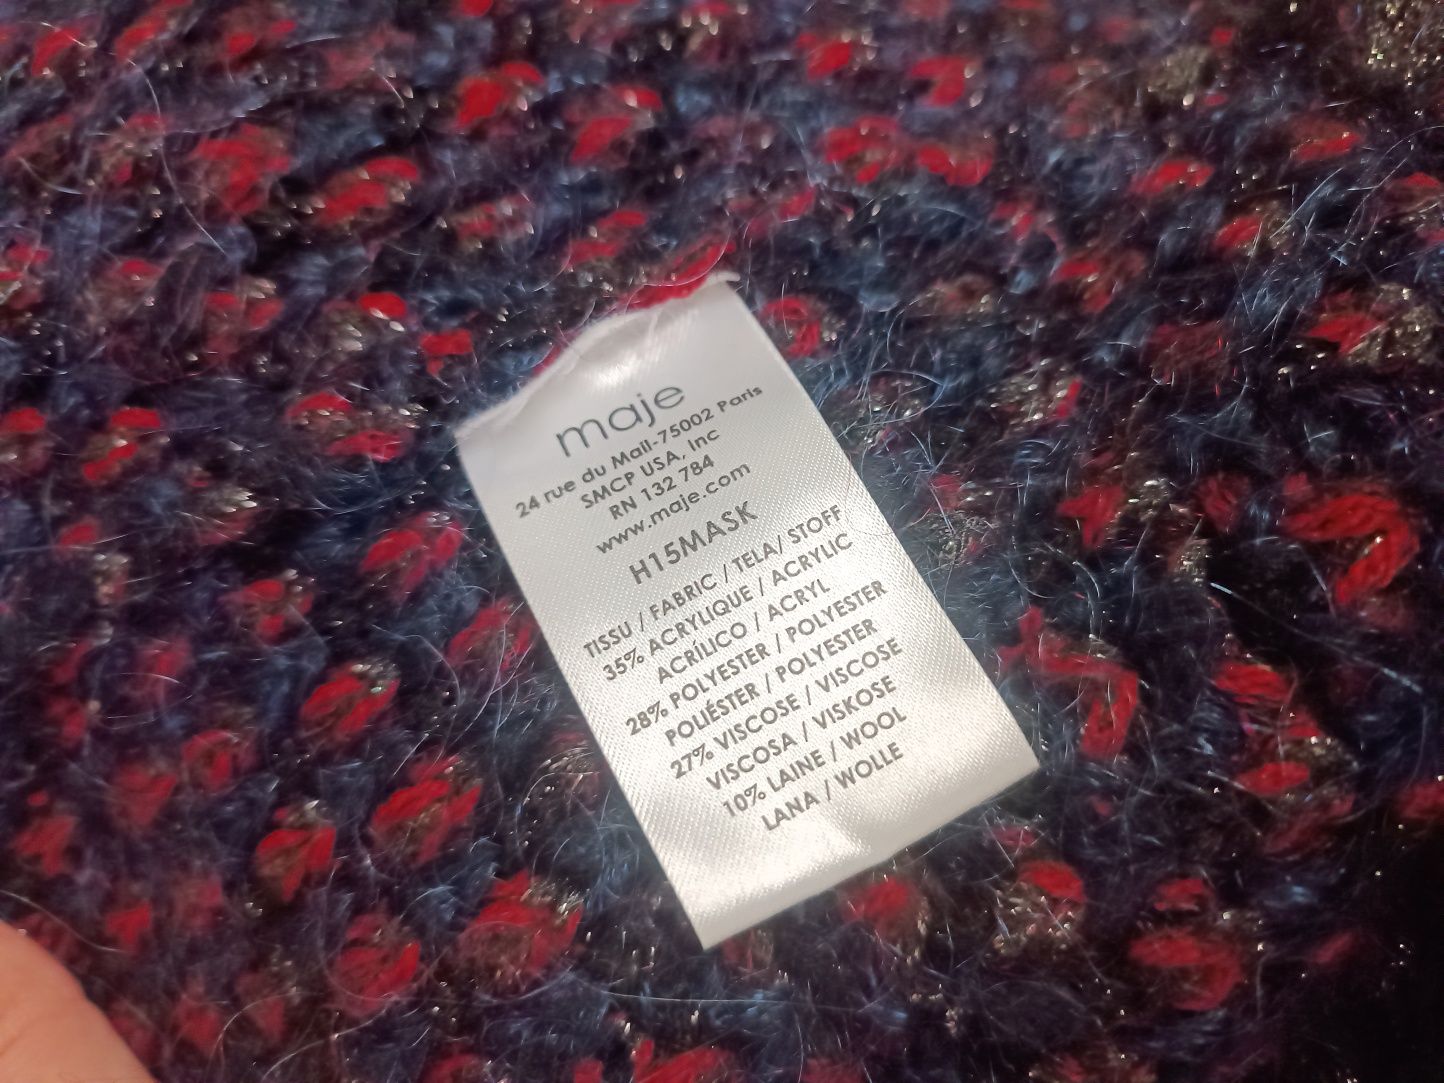 maje
24 rue du Mail-75002 Paris
SMCP USA, Inc
RN 132 784
www.maje.com
H15MASK
TISSU / FABRIC / TELA/ STOFF
35% ACRYLIQUE / ACRYLIC
ACRÍLICO / ACRYL
28% POLYESTER / POLYESTER
POLIÉSTER / POLYESTER
27% VISCOSE / VISCOSE
VISCOSA / VISKOSE
10% LAINE / WOOL
LANA / WOLLE